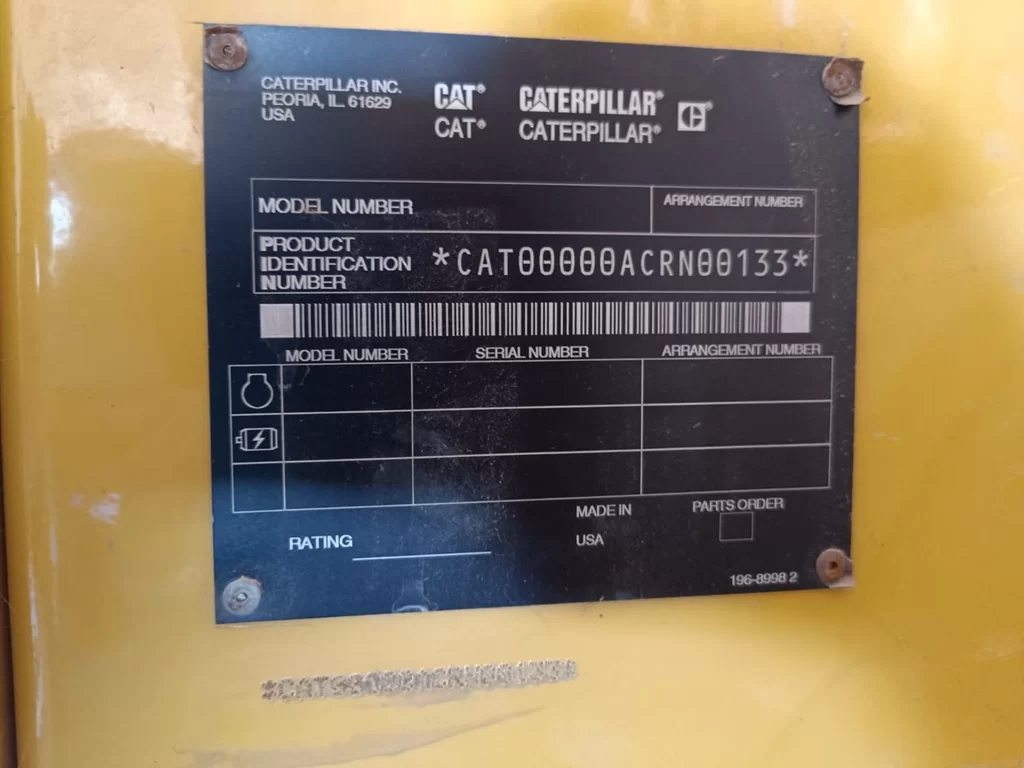 CATERPILLAR INC.
PEORIA, IL. 61629
USA
CAT® CATERPILLAR®
CAT® CATERPILLAR®
MODEL NUMBER ARRANGEMENT NUMBER
PRODUCT
IDENTIFICATION
NUMBER
*CAT00000ACRN00133*
MODEL NUMBER SERIAL NUMBER ARRANGEMENT NUMBER
MADE IN PARTS ORDER
RATING USA
196-8998 2